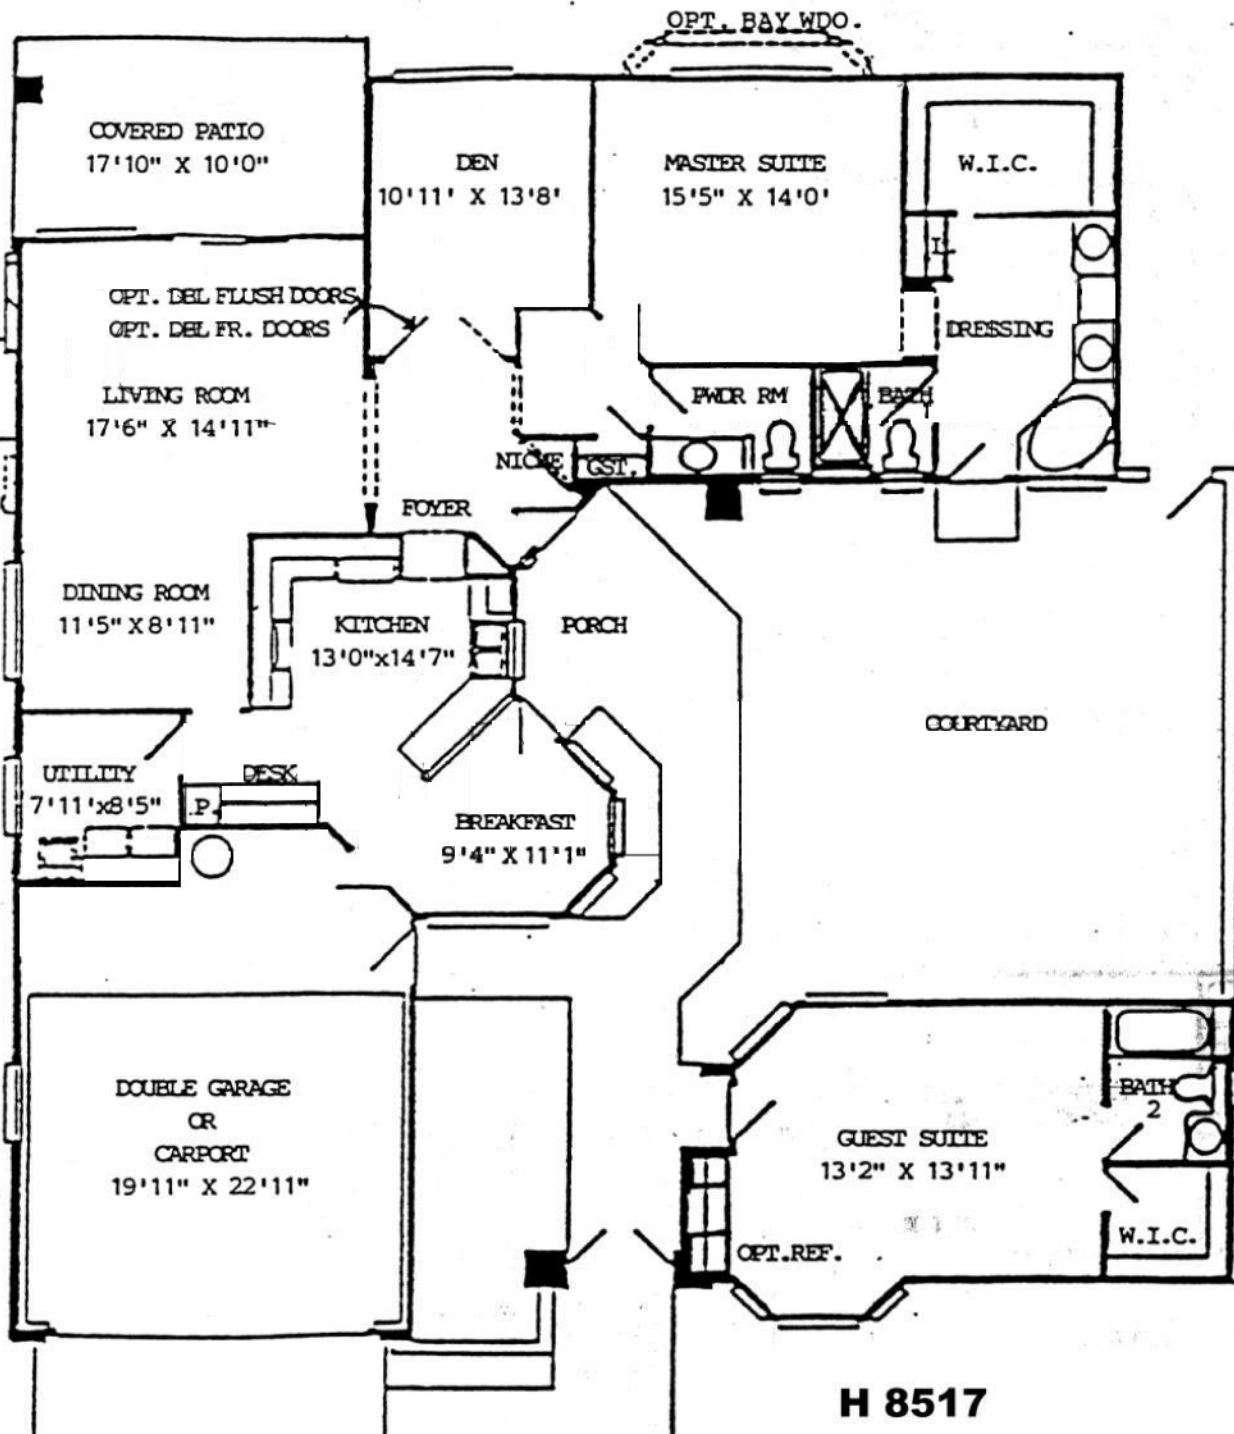 OPT. BAY WDO.
COVERED PATIO
17'10" X 10'0"
DEN
10'11' X 13'8'
MASTER SUITE
15'5" X 14'0'
W.I.C.
L
OPT. DBL FLUSH DOORS
OPT. DBL FR. DOORS
DRESSING
LIVING ROOM
17'6" X 14'11"
PWDR RM
BATH
NICHE
GST.
FOYER
DINING ROOM
11'5" X 8'11"
KITCHEN
13'0"x14'7"
PORCH
COURTYARD
UTILITY
7'11'x8'5"
DESK
P.
BREAKFAST
9'4" X 11'1"
DOUBLE GARAGE
OR
CARPORT
19'11" X 22'11"
GUEST SUITE
13'2" X 13'11"
BATH
2
W.I.C.
OPT.REF.
H 8517